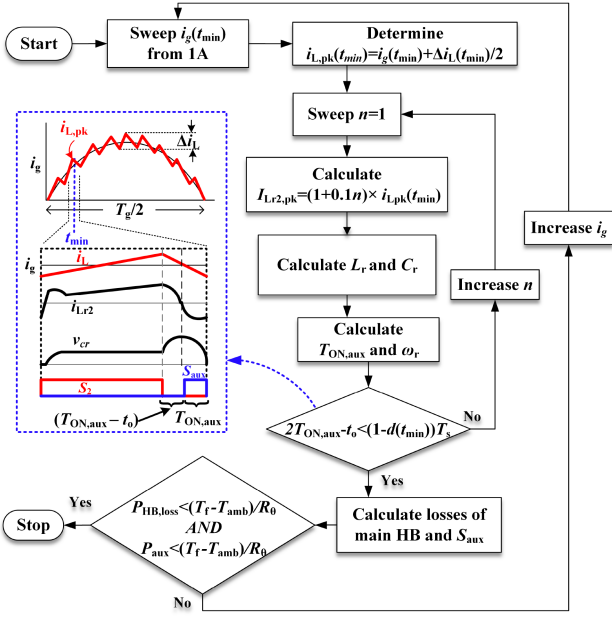 Start
Sweep i_g(t_min)
from 1A
Determine
i_L,pk(t_min)=i_g(t_min)+Δi_L(t_min)/2
Sweep n=1
Calculate
I_Lr2,pk=(1+0.1n)× i_Lpk(t_min)
Calculate L_r and C_r
Calculate
T_ON,aux and ω_r
2T_ON,aux-t_o<(1-d(t_min))T_s
No
Increase n
Increase i_g
Yes
Calculate losses of
main HB and S_aux
P_HB,loss<(T_f-T_amb)/R_θ
AND
P_aux<(T_f-T_amb)/R_θ
Yes
Stop
No
i_L,pk
Δi_L
i_g
T_g/2
t_min
i_g
i_L
i_Lr2
v_cr
S_aux
S_2
(T_ON,aux – t_o)
T_ON,aux